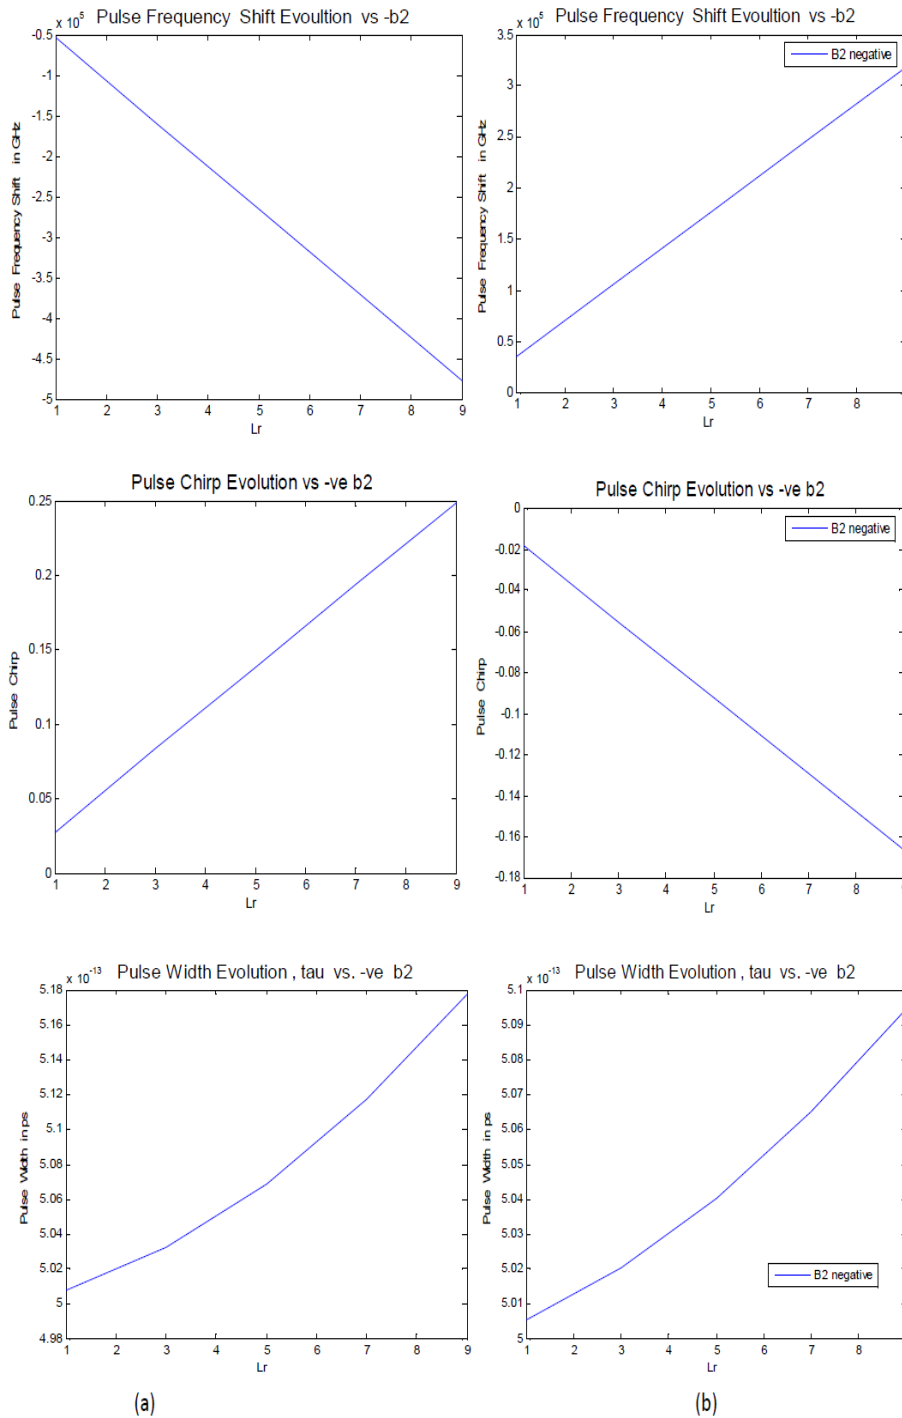 Pulse Frequency Shift Evoultion vs -b2
x 10^5
-0.5
-1
-1.5
-2
-2.5
-3
-3.5
-4
-4.5
-5
Pulse Frequency Shift in GHz
1 2 3 4 5 6 7 8 9
Lr
Pulse Frequency Shift Evoultion vs -b2
x 10^5
B2 negative
3.5
3
2.5
2
1.5
1
0.5
0
Pulse Frequency Shift in GHz
1 2 3 4 5 6 7 8
Lr
Pulse Chirp Evolution vs -ve b2
0.25
0.2
0.15
0.1
0.05
0
Pulse Chirp
1 2 3 4 5 6 7 8 9
Lr
Pulse Chirp Evolution vs -ve b2
B2 negative
0
-0.02
-0.04
-0.06
-0.08
-0.1
-0.12
-0.14
-0.16
-0.18
Pulse Chirp
1 2 3 4 5 6 7 8
Lr
Pulse Width Evolution , tau vs. -ve b2
x 10^-13
5.18
5.16
5.14
5.12
5.1
5.08
5.06
5.04
5.02
5
4.98
Pulse Width in ps
1 2 3 4 5 6 7 8 9
Lr
(a)
Pulse Width Evolution , tau vs. -ve b2
x 10^-13
5.1
5.09
5.08
5.07
5.06
5.05
5.04
5.03
5.02
5.01
5
Pulse Width in ps
B2 negative
1 2 3 4 5 6 7 8
Lr
(b)